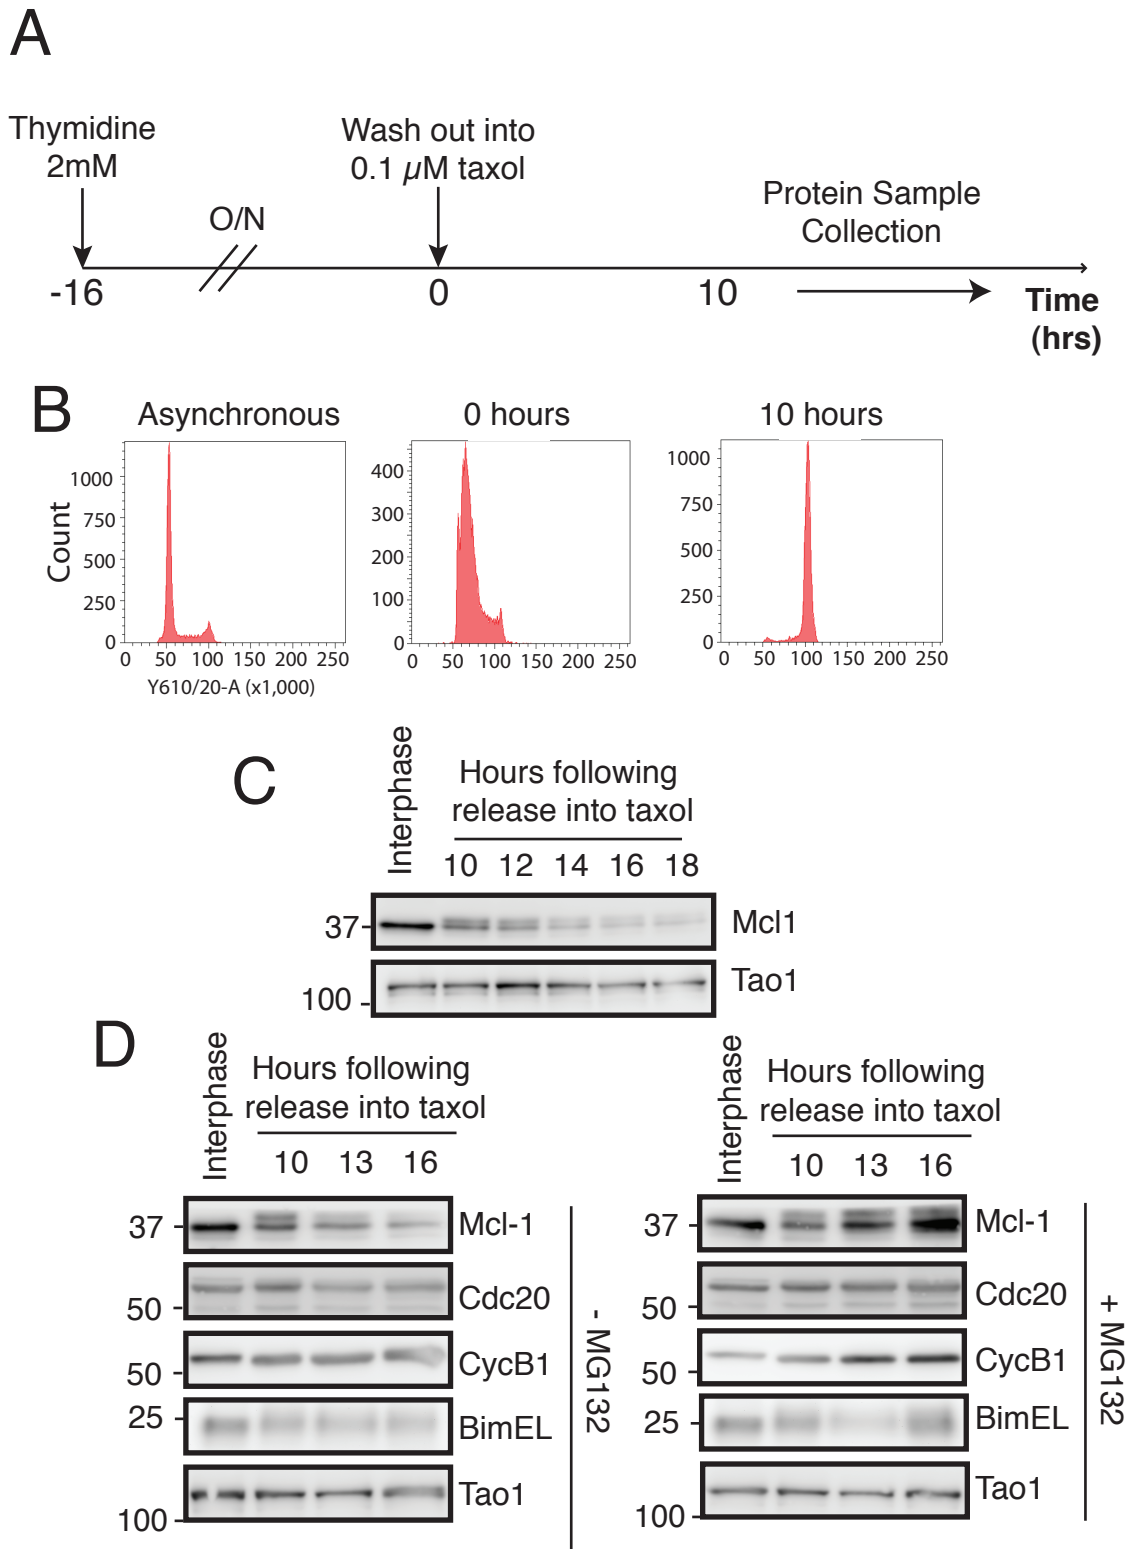 A
Thymidine
2mM
O/N
Wash out into
0.1 µM taxol
Protein Sample
Collection
-16
0
10
Time
(hrs)
B
Asynchronous
0 hours
10 hours
Count
1000
750
500
250
0
0 50 100 150 200 250
Y610/20-A (x1,000)
400
300
200
100
0
0 50 100 150 200 250
1000
750
500
250
0
0 50 100 150 200 250
C
Interphase
Hours following
release into taxol
10 12 14 16 18
37
Mcl1
100
Tao1
D
Interphase
Hours following
release into taxol
10 13 16
37
Mcl-1
50
Cdc20
50
CycB1
25
BimEL
100
Tao1
- MG132
Interphase
Hours following
release into taxol
10 13 16
37
Mcl-1
50
Cdc20
50
CycB1
25
BimEL
100
Tao1
+ MG132